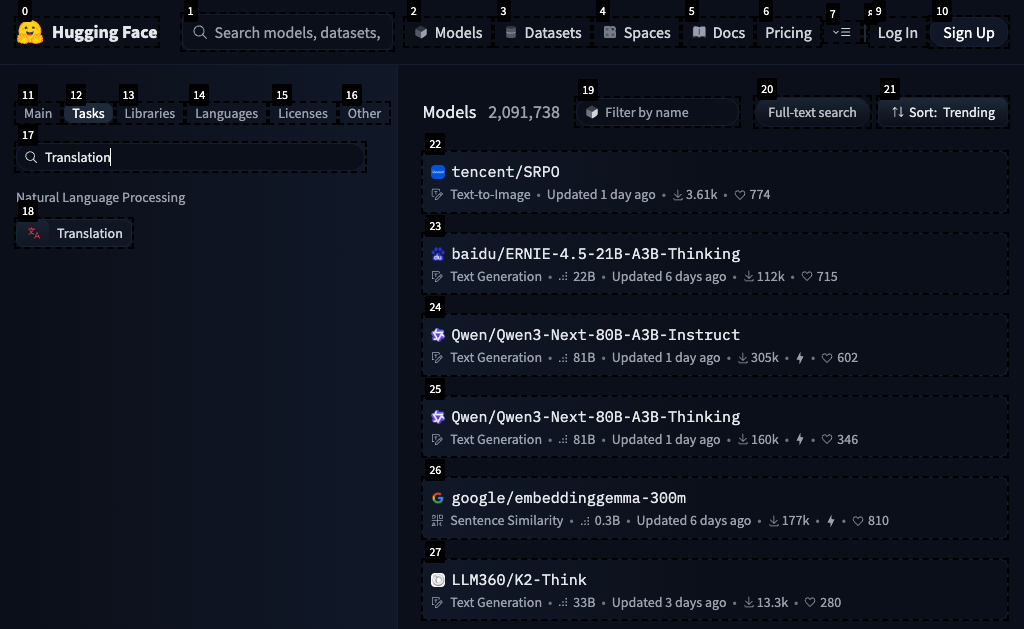 0 1 2 3 4 5 6 7 8 9 10
Hugging Face Search models, datasets, Models Datasets Spaces Docs Pricing Log In Sign Up
11 12 13 14 15 16
Main Tasks Libraries Languages Licenses Other
17
Translation
Natural Language Processing
18
Translation
19 20 21
Models 2,091,738 Filter by name Full-text search Sort: Trending
22
tencent/SRPO
Text-to-Image • Updated 1 day ago • 3.61k • 774
23
baidu/ERNIE-4.5-21B-A3B-Thinking
Text Generation • 22B • Updated 6 days ago • 112k • 715
24
Qwen/Qwen3-Next-80B-A3B-Instruct
Text Generation • 81B • Updated 1 day ago • 305k • • 602
25
Qwen/Qwen3-Next-80B-A3B-Thinking
Text Generation • 81B • Updated 1 day ago • 160k • • 346
26
google/embeddinggemma-300m
Sentence Similarity • 0.3B • Updated 6 days ago • 177k • • 810
27
LLM360/K2-Think
Text Generation • 33B • Updated 3 days ago • 13.3k • 280